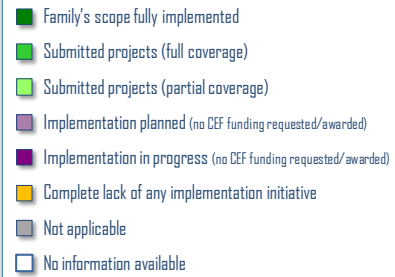 Family's scope fully implemented
Submitted projects (full coverage)
Submitted projects (partial coverage)
Implementation planned (no CEF funding requested/awarded)
Implementation in progress (no CEF funding requested/awarded)
Complete lack of any implementation initiative
Not applicable
No information available